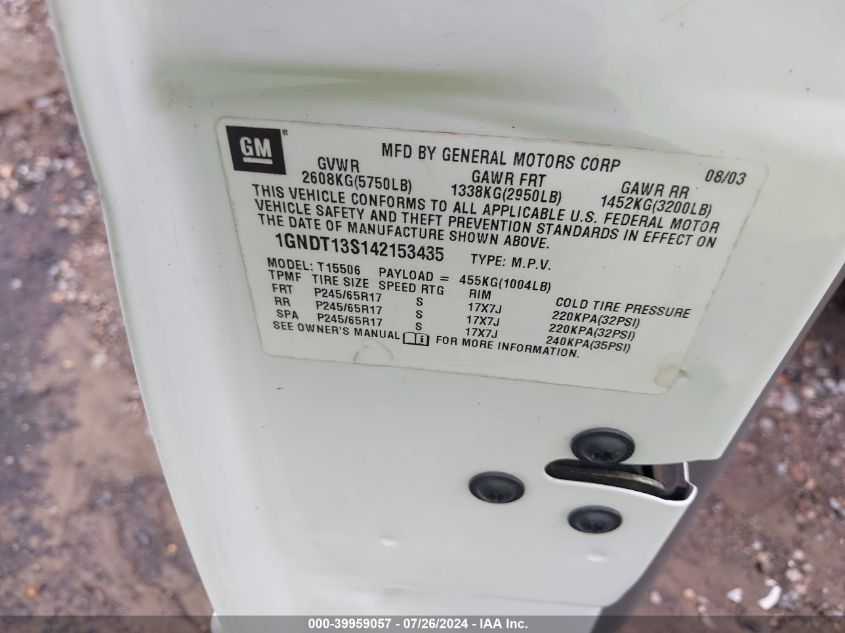 GM
MFD BY GENERAL MOTORS CORP 08/03
GVWR GAWR FRT GAWR RR
2608KG(5750LB) 1338KG(2950LB) 1452KG(3200LB)
THIS VEHICLE CONFORMS TO ALL APPLICABLE U.S. FEDERAL MOTOR
VEHICLE SAFETY AND THEFT PREVENTION STANDARDS IN EFFECT ON
THE DATE OF MANUFACTURE SHOWN ABOVE.
1GNDT13S142153435 TYPE: M.P.V.
MODEL: T15506 PAYLOAD = 455KG(1004LB)
TPMF TIRE SIZE SPEED RTG RIM COLD TIRE PRESSURE
FRT P245/65R17 S 17X7J 220KPA(32PSI)
RR P245/65R17 S 17X7J 220KPA(32PSI)
SPA P245/65R17 S 17X7J 240KPA(35PSI)
SEE OWNER'S MANUAL FOR MORE INFORMATION.
000-39959057 / 07/26/2024 - IAA Inc.